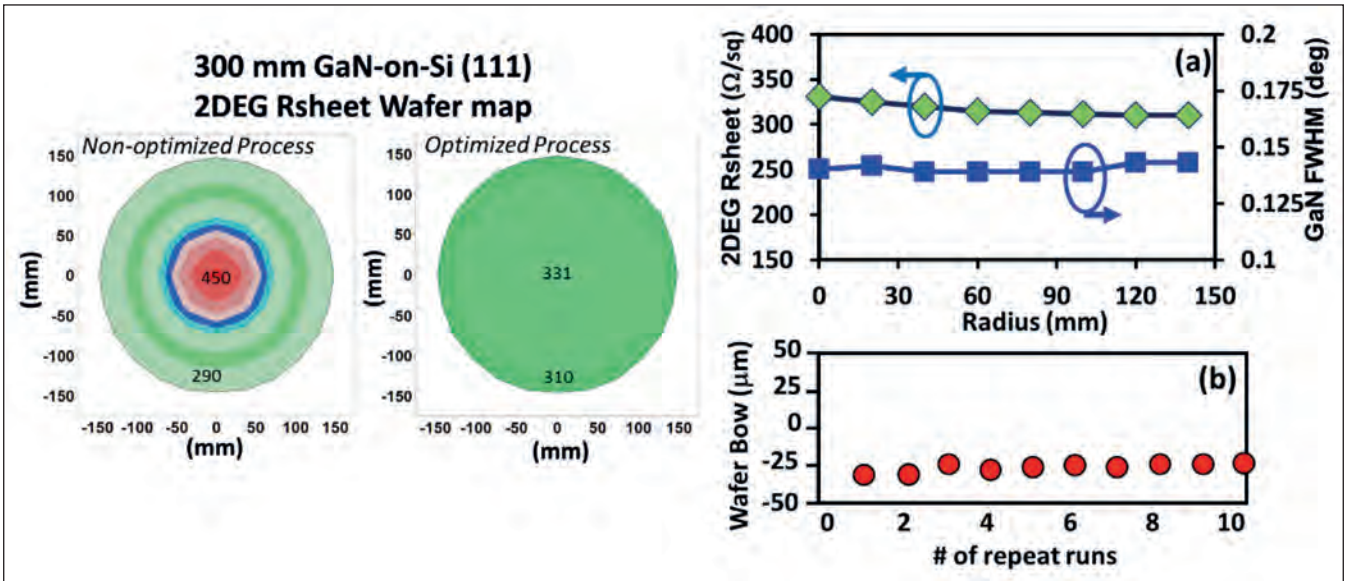 300 mm GaN-on-Si (111)
2DEG Rsheet Wafer map
Non-optimized Process
150
100
50
0
-50
-100
-150
(mm)
450
290
-150 -100 -50 0 50 100 150
(mm)
Optimized Process
150
100
50
0
-50
-100
-150
(mm)
331
310
-150 -100 -50 0 50 100 150
(mm)
(a)
2DEG Rsheet (Ω/sq)
400
350
300
250
200
150
0 30 60 90 120 150
Radius (mm)
0.2
0.175
0.15
0.125
0.1
GaN FWHM (deg)
(b)
Wafer Bow (μm)
50
25
0
-25
-50
0 2 4 6 8 10
# of repeat runs